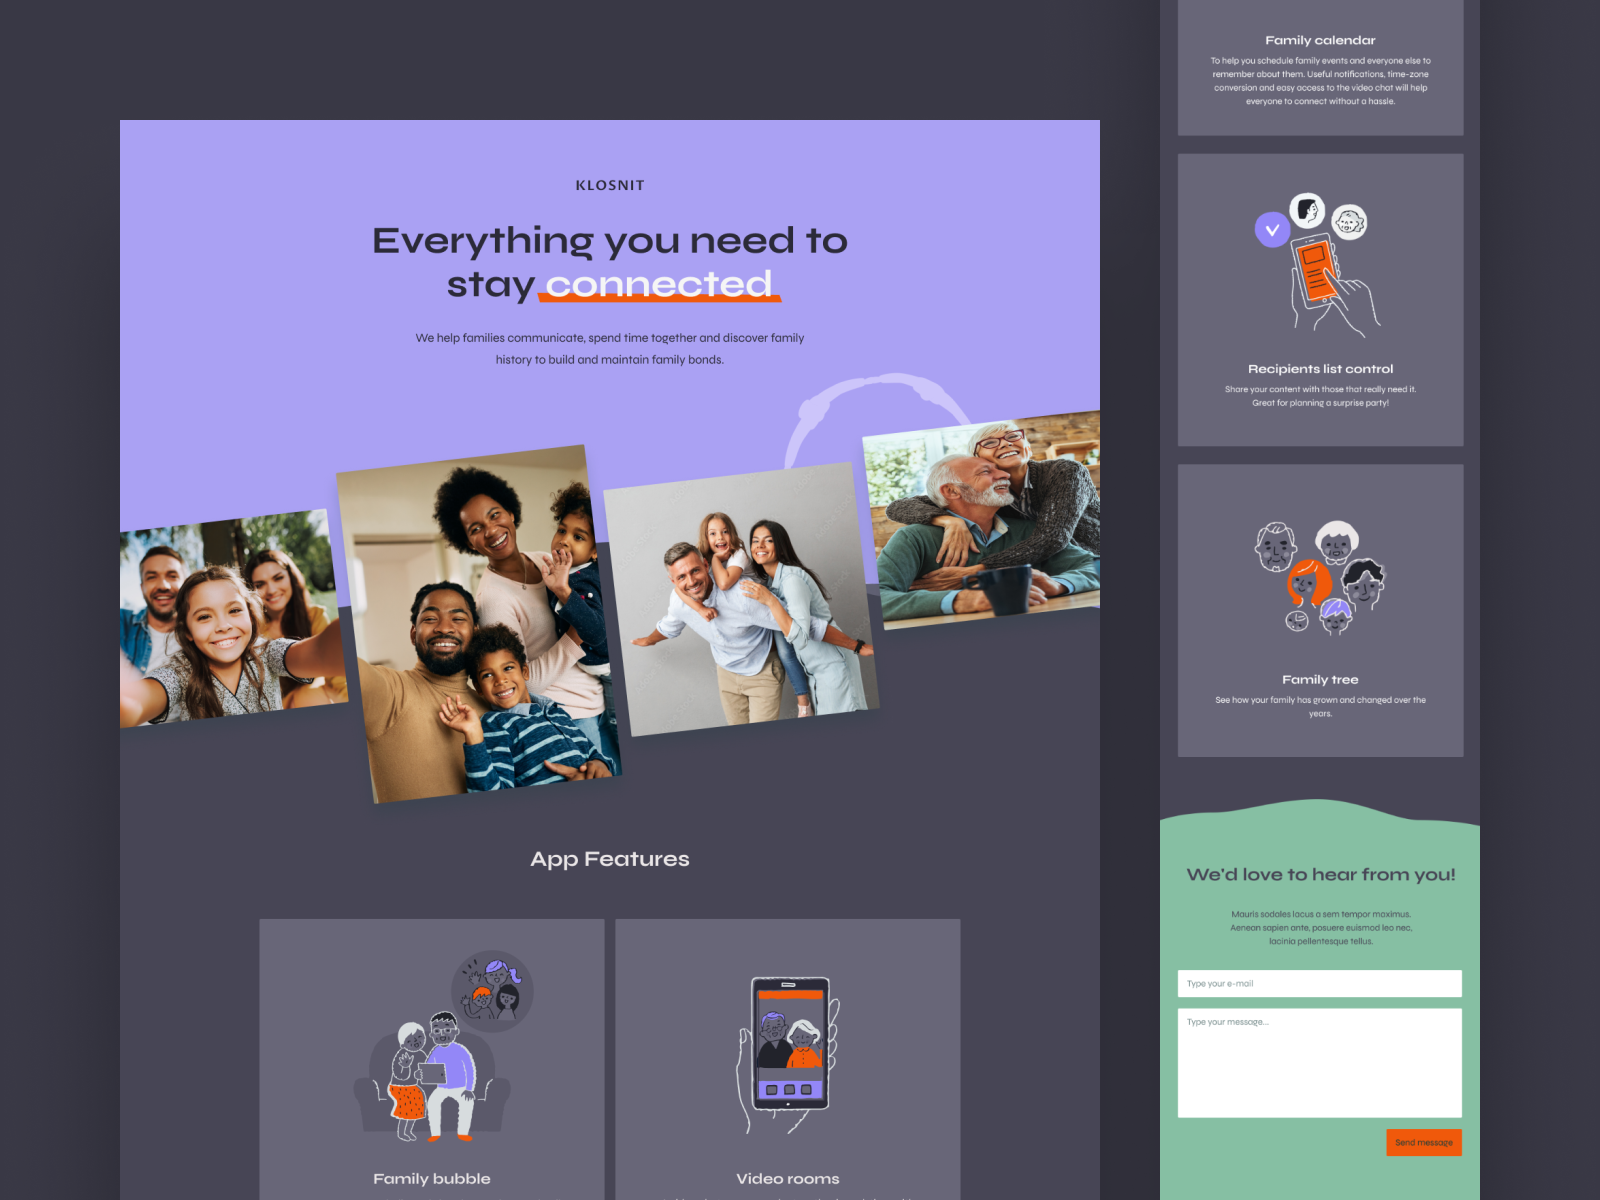 KLOSNIT
Everything you need to
stay connected
We help families communicate, spend time together and discover family
history to build and maintain family bonds.
App Features
Family bubble
Video rooms
Family calendar
To help you schedule family events and everyone else to
remember about them. Useful notifications, time-zone
conversion and easy access to the video chat will help
everyone to connect without a hassle.
Recipients list control
Share your content with those that really need it.
Great for planning a surprise party!
Family tree
See how your family has grown and changed over the
years.
We'd love to hear from you!
Mauris sodales lacus a sem tempor maximus.
Aenean sapien ante, posuere euismod leo nec,
lacinia pellentesque tellus.
Type your e-mail
Type your message...
Send message